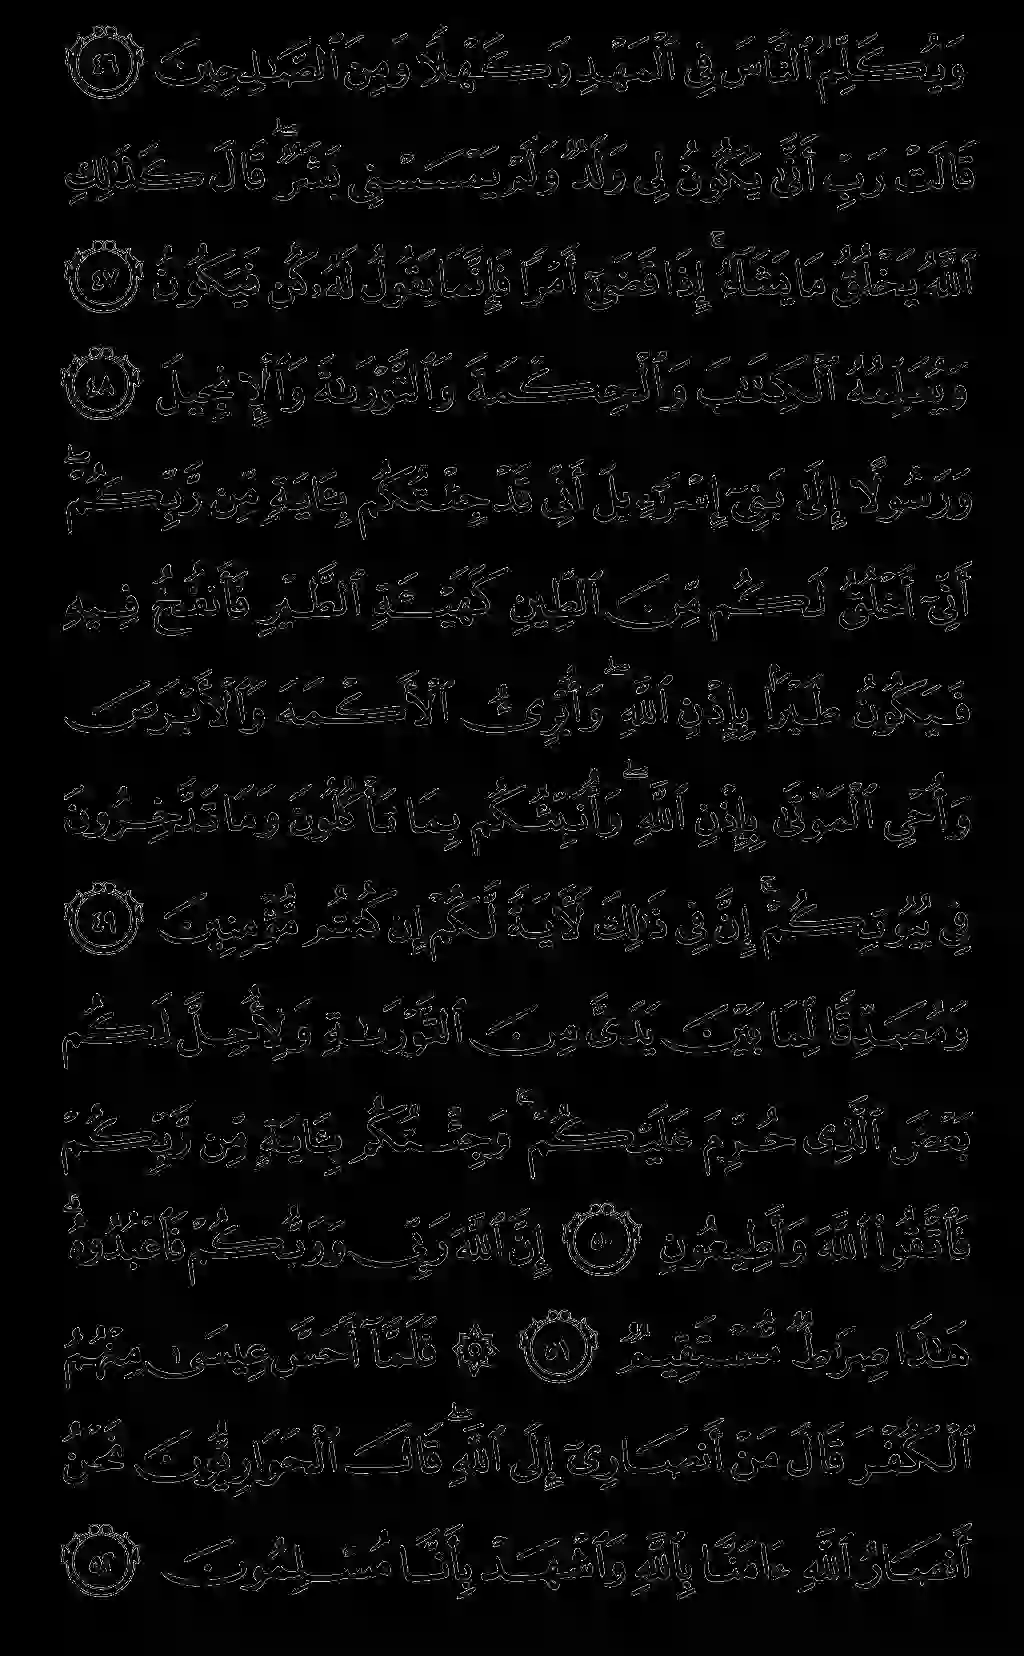 وَيُكَلِّمُ ٱلنَّاسَ فِي ٱلۡمَهۡدِ وَكَهۡلٗا وَمِنَ ٱلصَّٰلِحِينَ ٤٦
قَالَتۡ رَبِّ أَنَّىٰ يَكُونُ لِي وَلَدٞ وَلَمۡ يَمۡسَسۡنِي بَشَرٞۖ قَالَ كَذَٰلِكِ
ٱللَّهُ يَخۡلُقُ مَا يَشَآءُۚ إِذَا قَضَىٰٓ أَمۡرٗا فَإِنَّمَا يَقُولُ لَهُۥ كُن فَيَكُونُ ٤٧
وَيُعَلِّمُهُ ٱلۡكِتَٰبَ وَٱلۡحِكۡمَةَ وَٱلتَّوۡرَىٰةَ وَٱلۡإِنجِيلَ ٤٨
وَرَسُولًا إِلَىٰ بَنِيٓ إِسۡرَٰٓءِيلَ أَنِّي قَدۡ جِئۡتُكُم بِـَٔايَةٖ مِّن رَّبِّكُمۡۖ
أَنِّيٓ أَخۡلُقُ لَكُم مِّنَ ٱلطِّينِ كَهَيۡـَٔةِ ٱلطَّيۡرِ فَأَنفُخُ فِيهِ
فَيَكُونُ طَيۡرَۢا بِإِذۡنِ ٱللَّهِۖ وَأُبۡرِئُ ٱلۡأَكۡمَهَ وَٱلۡأَبۡرَصَ
وَأُحۡيِ ٱلۡمَوۡتَىٰ بِإِذۡنِ ٱللَّهِۖ وَأُنَبِّئُكُم بِمَا تَأۡكُلُونَ وَمَا تَدَّخِرُونَ
فِي بُيُوتِكُمۡۚ إِنَّ فِي ذَٰلِكَ لَأٓيَةٗ لَّكُمۡ إِن كُنتُم مُّؤۡمِنِينَ ٤٩
وَمُصَدِّقٗا لِّمَا بَيۡنَ يَدَيَّ مِنَ ٱلتَّوۡرَىٰةِ وَلِأُحِلَّ لَكُم
بَعۡضَ ٱلَّذِي حُرِّمَ عَلَيۡكُمۡۚ وَجِئۡتُكُم بِـَٔايَةٖ مِّن رَّبِّكُمۡ
فَٱتَّقُواْ ٱللَّهَ وَأَطِيعُونِ ٥٠ إِنَّ ٱللَّهَ رَبِّي وَرَبُّكُمۡ فَٱعۡبُدُوهُۚ
هَٰذَا صِرَٰطٞ مُّسۡتَقِيمٞ ٥١ ۞ فَلَمَّآ أَحَسَّ عِيسَىٰ مِنۡهُمُ
ٱلۡكُفۡرَ قَالَ مَنۡ أَنصَارِيٓ إِلَى ٱللَّهِۖ قَالَ ٱلۡحَوَارِيُّونَ نَحۡنُ
أَنصَارُ ٱللَّهِ ءَامَنَّا بِٱللَّهِ وَٱشۡهَدۡ بِأَنَّا مُسۡلِمُونَ ٥٢